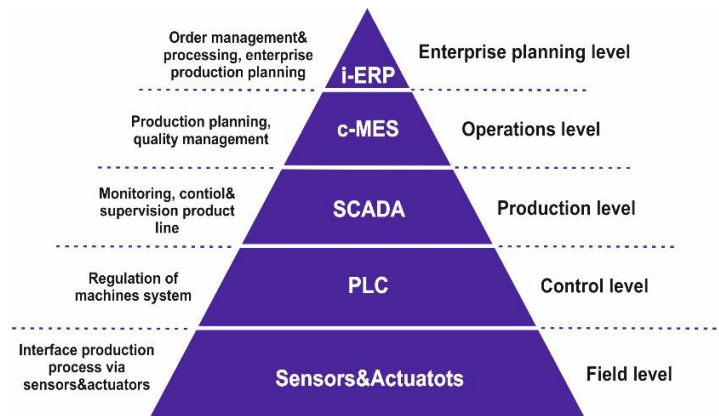 Order management&
processing, enterprise
production planning
i-ERP
Enterprise planning level
Production planning,
quality management
c-MES
Operations level
Monitoring, contiol&
supervision product
line
SCADA
Production level
Regulation of
machines system
PLC
Control level
Interface production
process via
sensors&actuators
Sensors&Actuatots
Field level